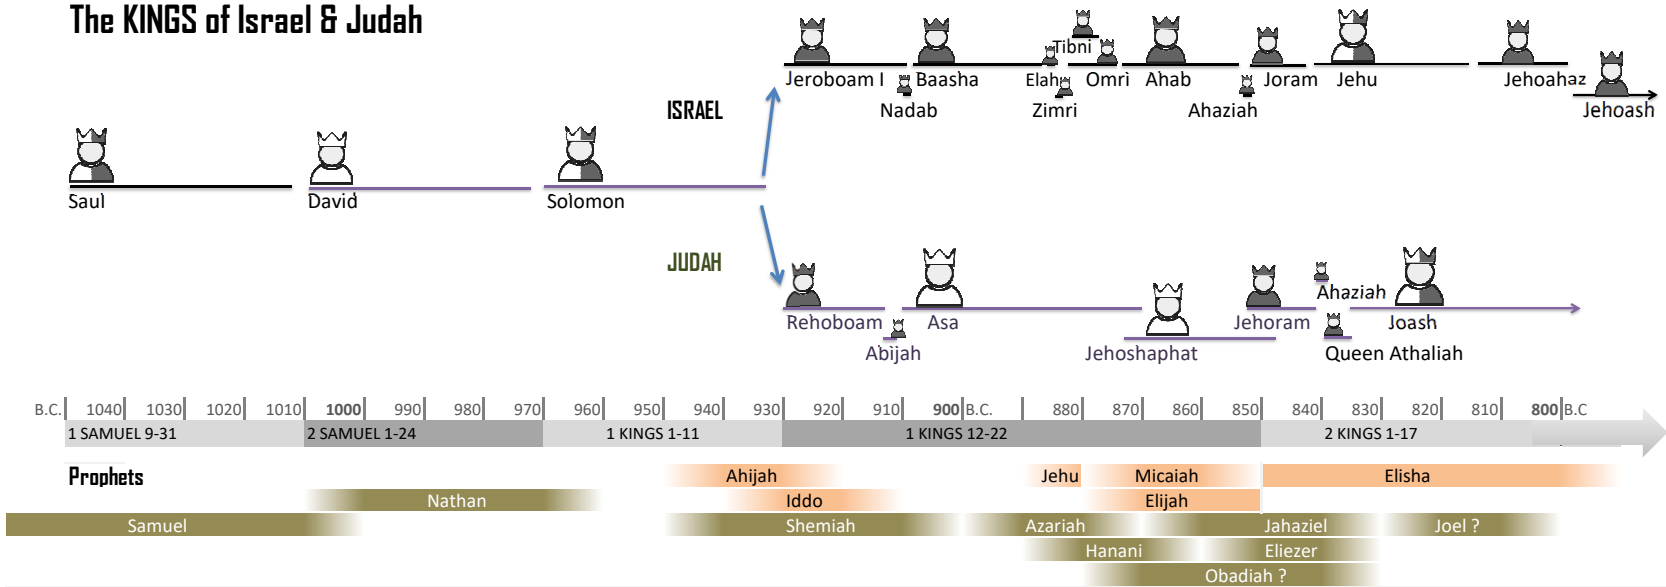 The KINGS of Israel & Judah
Tibni
Jeroboam I Baasha Elah Omri Ahab Joram Jehu Jehoahaz
Nadab Zimri Ahaziah Jehoash
ISRAEL
Saul David Solomon
JUDAH
Ahaziah
Rehoboam Asa Jehoram Joash
Abijah Jehoshaphat Queen Athaliah
B.C. 1040 1030 1020 1010 1000 990 980 970 960 950 940 930 920 910 900 B.C. 880 870 860 850 840 830 820 810 800 B.C
1 SAMUEL 9-31 2 SAMUEL 1-24 1 KINGS 1-11 1 KINGS 12-22 2 KINGS 1-17
Prophets Ahijah Jehu Micaiah Elisha
Nathan Iddo Elijah
Samuel Shemiah Azariah Jahaziel Joel ?
Hanani Eliezer
Obadiah ?